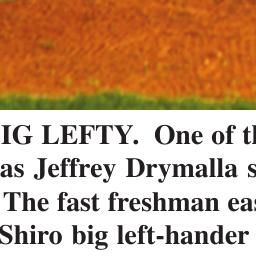 IG LEFTY. One of th
as Jeffrey Drymalla s
The fast freshman eas
Shiro big left-hander